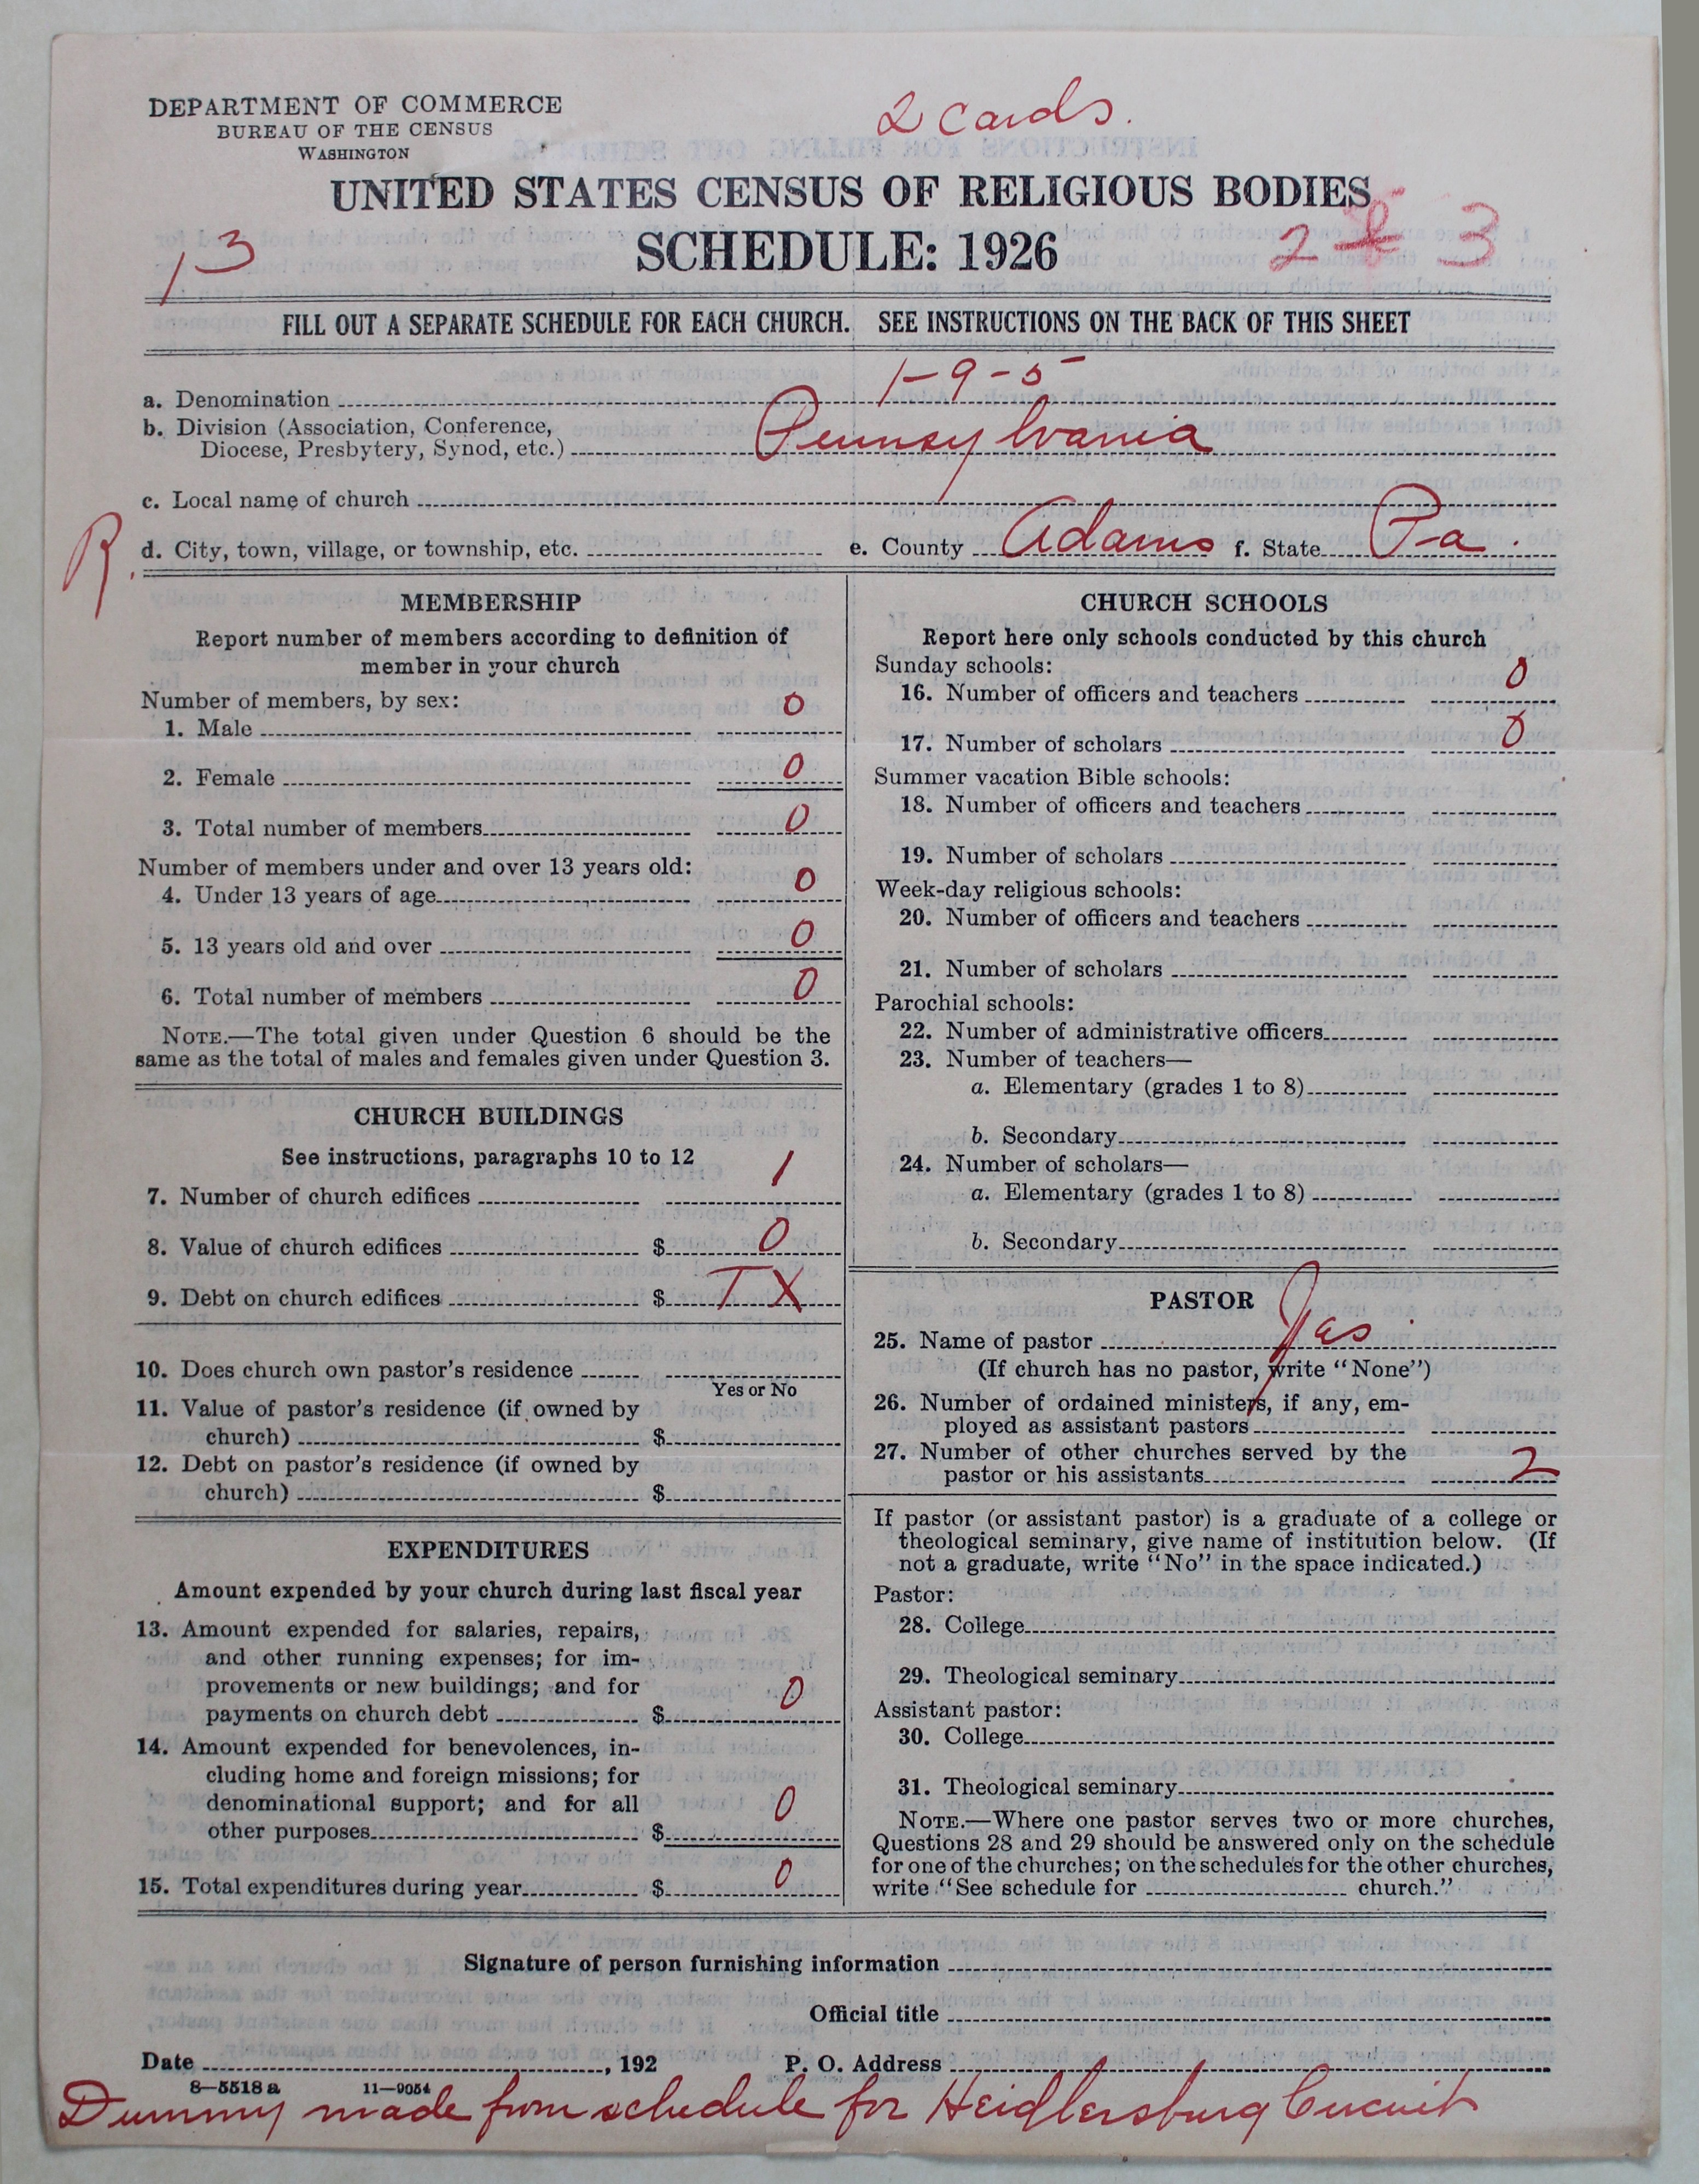 DEPARTMENT OF COMMERCE
BUREAU OF THE CENSUS
WASHINGTON
2 cards.
UNITED STATES CENSUS OF RELIGIOUS BODIES
SCHEDULE: 1926
13
2 & 3
FILL OUT A SEPARATE SCHEDULE FOR EACH CHURCH. SEE INSTRUCTIONS ON THE BACK OF THIS SHEET
a. Denomination 1-9-5
b. Division (Association, Conference,
Diocese, Presbytery, Synod, etc.) Pennsylvania
c. Local name of church
R. d. City, town, village, or township, etc. e. County Adams f. State Pa.
MEMBERSHIP
Report number of members according to definition of
member in your church
Number of members, by sex:
1. Male 0
2. Female 0
3. Total number of members 0
Number of members under and over 13 years old:
4. Under 13 years of age 0
5. 13 years old and over 0
6. Total number of members 0
NOTE.—The total given under Question 6 should be the
same as the total of males and females given under Question 3.
CHURCH BUILDINGS
See instructions, paragraphs 10 to 12
7. Number of church edifices 1
8. Value of church edifices $ 0
9. Debt on church edifices $ TX
10. Does church own pastor's residence
Yes or No
11. Value of pastor's residence (if owned by
church) $
12. Debt on pastor's residence (if owned by
church) $
EXPENDITURES
Amount expended by your church during last fiscal year
13. Amount expended for salaries, repairs,
and other running expenses; for im-
provements or new buildings; and for
payments on church debt $ 0
14. Amount expended for benevolences, in-
cluding home and foreign missions; for
denominational support; and for all
other purposes $ 0
15. Total expenditures during year $ 0
CHURCH SCHOOLS
Report here only schools conducted by this church
Sunday schools:
16. Number of officers and teachers 0
17. Number of scholars 0
Summer vacation Bible schools:
18. Number of officers and teachers
19. Number of scholars
Week-day religious schools:
20. Number of officers and teachers
21. Number of scholars
Parochial schools:
22. Number of administrative officers
23. Number of teachers—
a. Elementary (grades 1 to 8)
b. Secondary
24. Number of scholars—
a. Elementary (grades 1 to 8)
b. Secondary
PASTOR
25. Name of pastor Yas
(If church has no pastor, write "None")
26. Number of ordained ministers, if any, em-
ployed as assistant pastors
27. Number of other churches served by the
pastor or his assistants 2
If pastor (or assistant pastor) is a graduate of a college or
theological seminary, give name of institution below. (If
not a graduate, write "No" in the space indicated.)
Pastor:
28. College
29. Theological seminary
Assistant pastor:
30. College
31. Theological seminary
NOTE.—Where one pastor serves two or more churches,
Questions 28 and 29 should be answered only on the schedule
for one of the churches; on the schedules for the other churches,
write "See schedule for church."
Signature of person furnishing information
Official title
Date , 192 P. O. Address
8—5518 a 11—9054
Dummy made from schedule for Heidlersburg Circuit